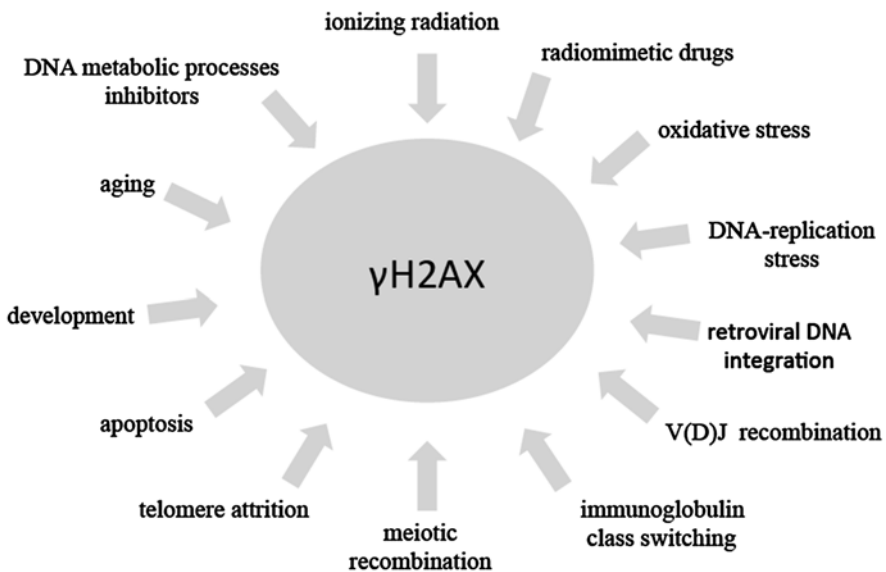 ionizing radiation
radiomimetic drugs
oxidative stress
DNA-replication
stress
retroviral DNA
integration
V(D)J recombination
immunoglobulin
class switching
meiotic
recombination
telomere attrition
apoptosis
development
aging
DNA metabolic processes
inhibitors
γH2AX